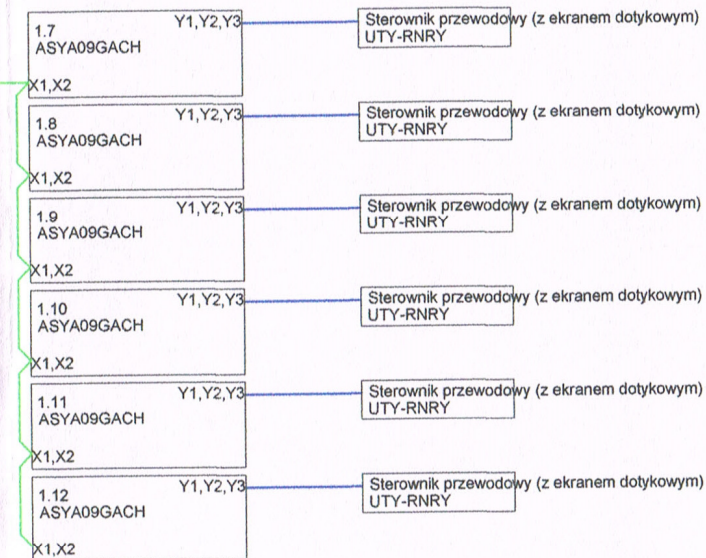 1.7
Y1,Y2,Y3
ASYA09GACH
X1,X2
Sterownik przewodowy (z ekranem dotykowym)
UTY-RNRY
1.8
Y1,Y2,Y3
ASYA09GACH
X1,X2
Sterownik przewodowy (z ekranem dotykowym)
UTY-RNRY
1.9
Y1,Y2,Y3
ASYA09GACH
X1,X2
Sterownik przewodowy (z ekranem dotykowym)
UTY-RNRY
1.10
Y1,Y2,Y3
ASYA09GACH
X1,X2
Sterownik przewodowy (z ekranem dotykowym)
UTY-RNRY
1.11
Y1,Y2,Y3
ASYA09GACH
X1,X2
Sterownik przewodowy (z ekranem dotykowym)
UTY-RNRY
1.12
Y1,Y2,Y3
ASYA09GACH
X1,X2
Sterownik przewodowy (z ekranem dotykowym)
UTY-RNRY